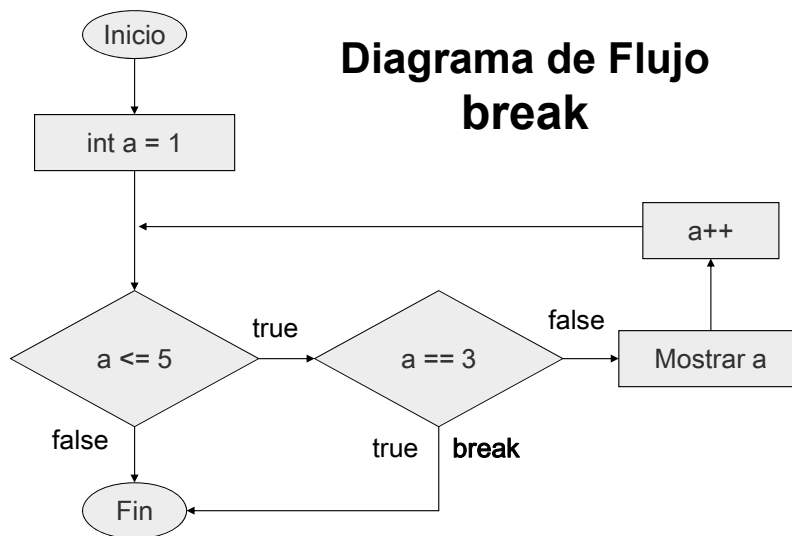 Inicio
Diagrama de Flujo
break
int a = 1
a++
a <= 5
true
a == 3
false
Mostrar a
false
true
break
Fin